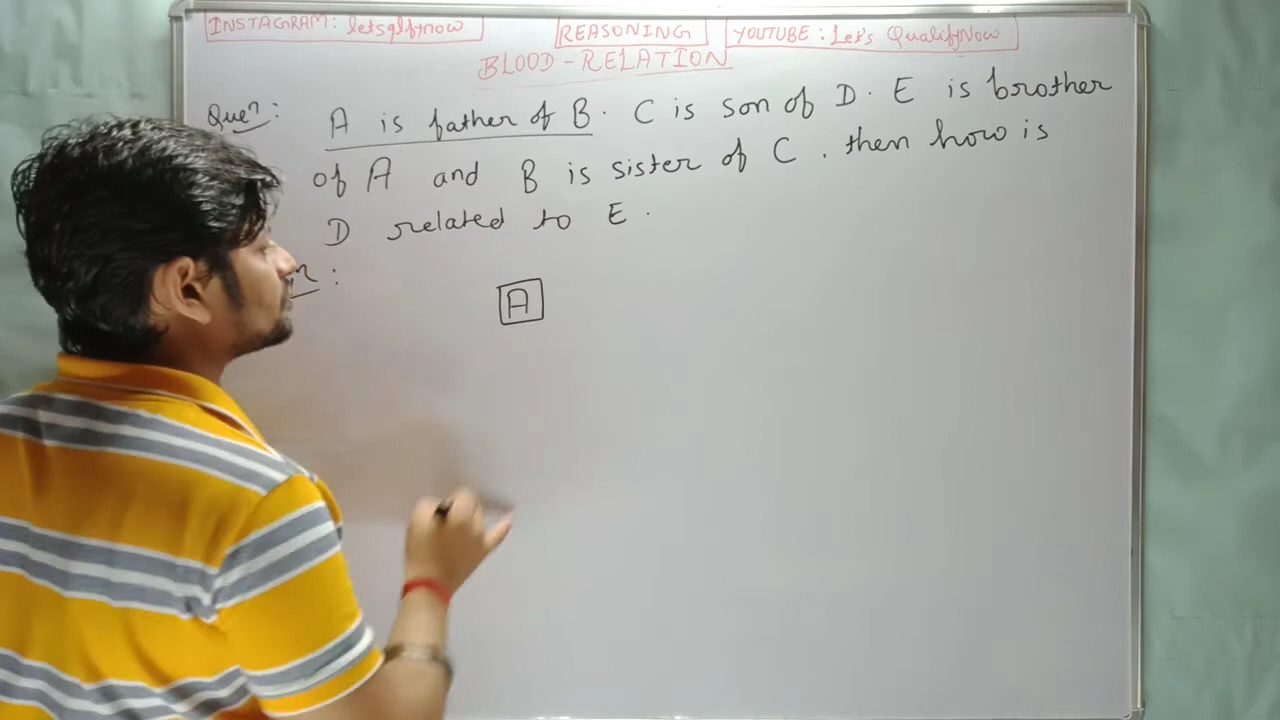 INSTAGRAM: letsqlfynow
REASONING
YOUTUBE : Let's QualifyNow
BLOOD-RELATION
Queⁿ: A is father of B. C is son of D. E is brother
of A and B is sister of C. then how is
D related to E.
A